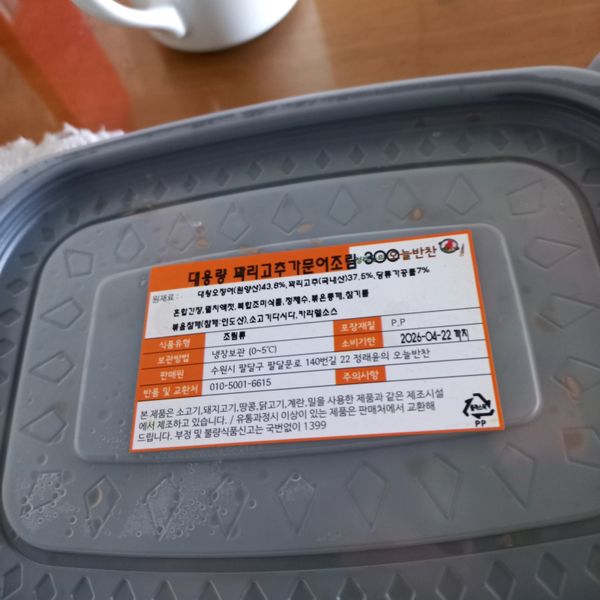 대용량 꽈리고추가문어조림 300 오늘반찬
원재료: 대왕오징어(원양산)43.8%,꽈리고추(국내산)37.5%,당류가공품7%
혼합간장,멸치액젓,복합조미식품,정제수,볶은통깨,참기름
볶음참깨(참깨:인도산),소고기다시다,카라멜소스
식품유형 조림류 포장재질 P.P
보관방법 냉장보관 (0~5℃) 소비기한 2026-04-22 까지
판매원 수원시 팔달구 팔달문로 140번길 22 정래윤의 오늘반찬
반품 및 교환처 010-5001-6615 주의사항
본 제품은 소고기,돼지고기,땅콩,닭고기,계란,밀을 사용한 제품과 같은 제조시설
에서 제조하고 있습니다. / 유통과정시 이상이 있는 제품은 판매처에서 교환해
드립니다. 부정 및 불량식품신고는 국번없이 1399
PP